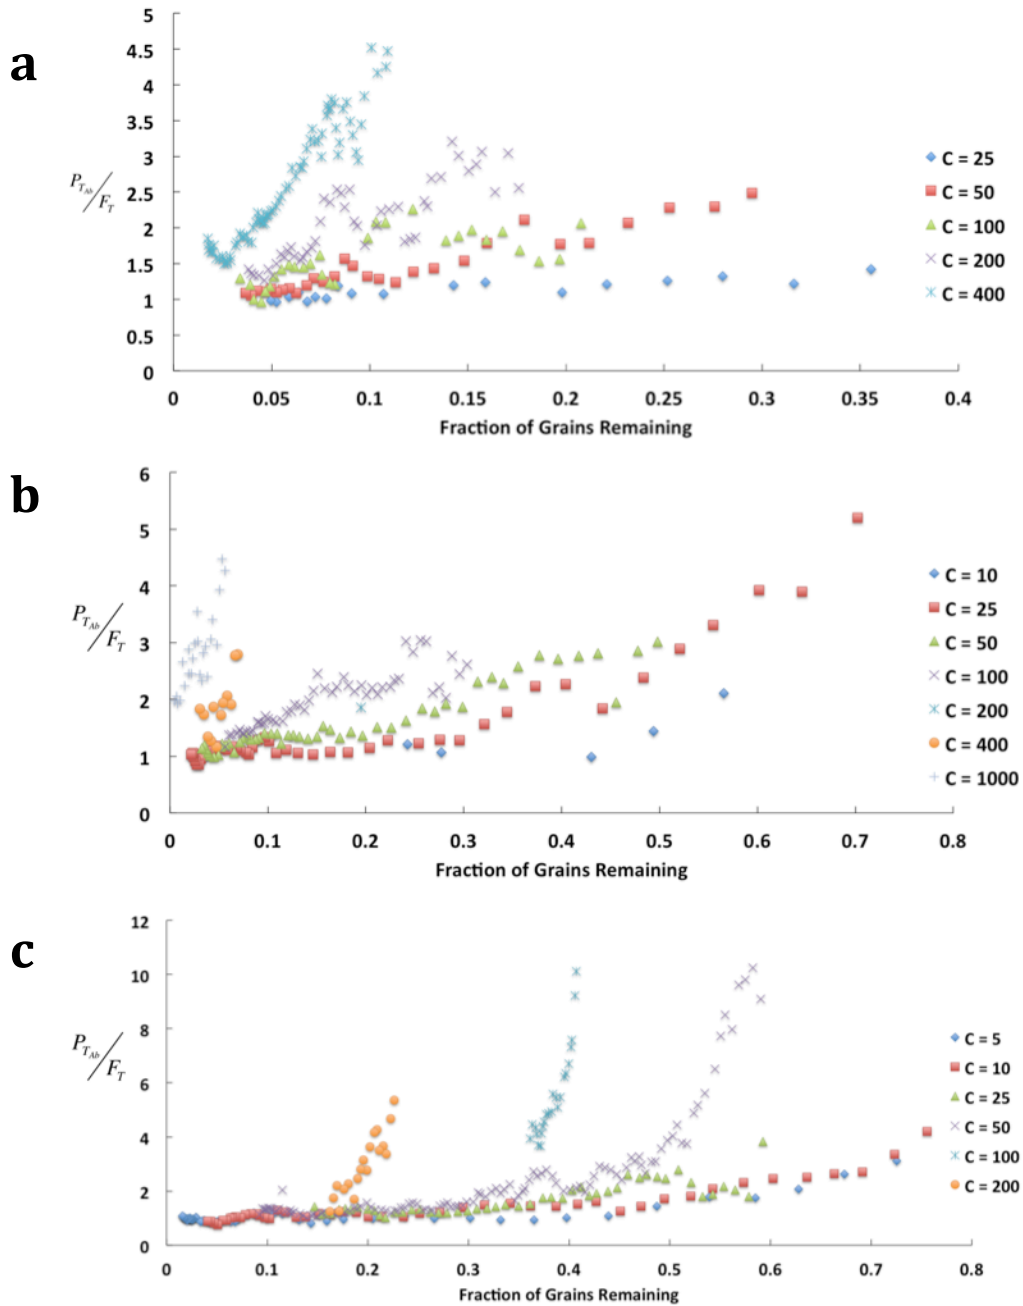 a
5
4.5
4
3.5
3
2.5
2
1.5
1
0.5
0
P_{T_{Ab}}/F_T
0 0.05 0.1 0.15 0.2 0.25 0.3 0.35 0.4
Fraction of Grains Remaining
C = 25
C = 50
C = 100
C = 200
C = 400
b
6
5
4
3
2
1
0
P_{T_{Ab}}/F_T
0 0.1 0.2 0.3 0.4 0.5 0.6 0.7 0.8
Fraction of Grains Remaining
C = 10
C = 25
C = 50
C = 100
C = 200
C = 400
C = 1000
c
12
10
8
6
4
2
0
P_{T_{Ab}}/F_T
0 0.1 0.2 0.3 0.4 0.5 0.6 0.7 0.8
Fraction of Grains Remaining
C = 5
C = 10
C = 25
C = 50
C = 100
C = 200